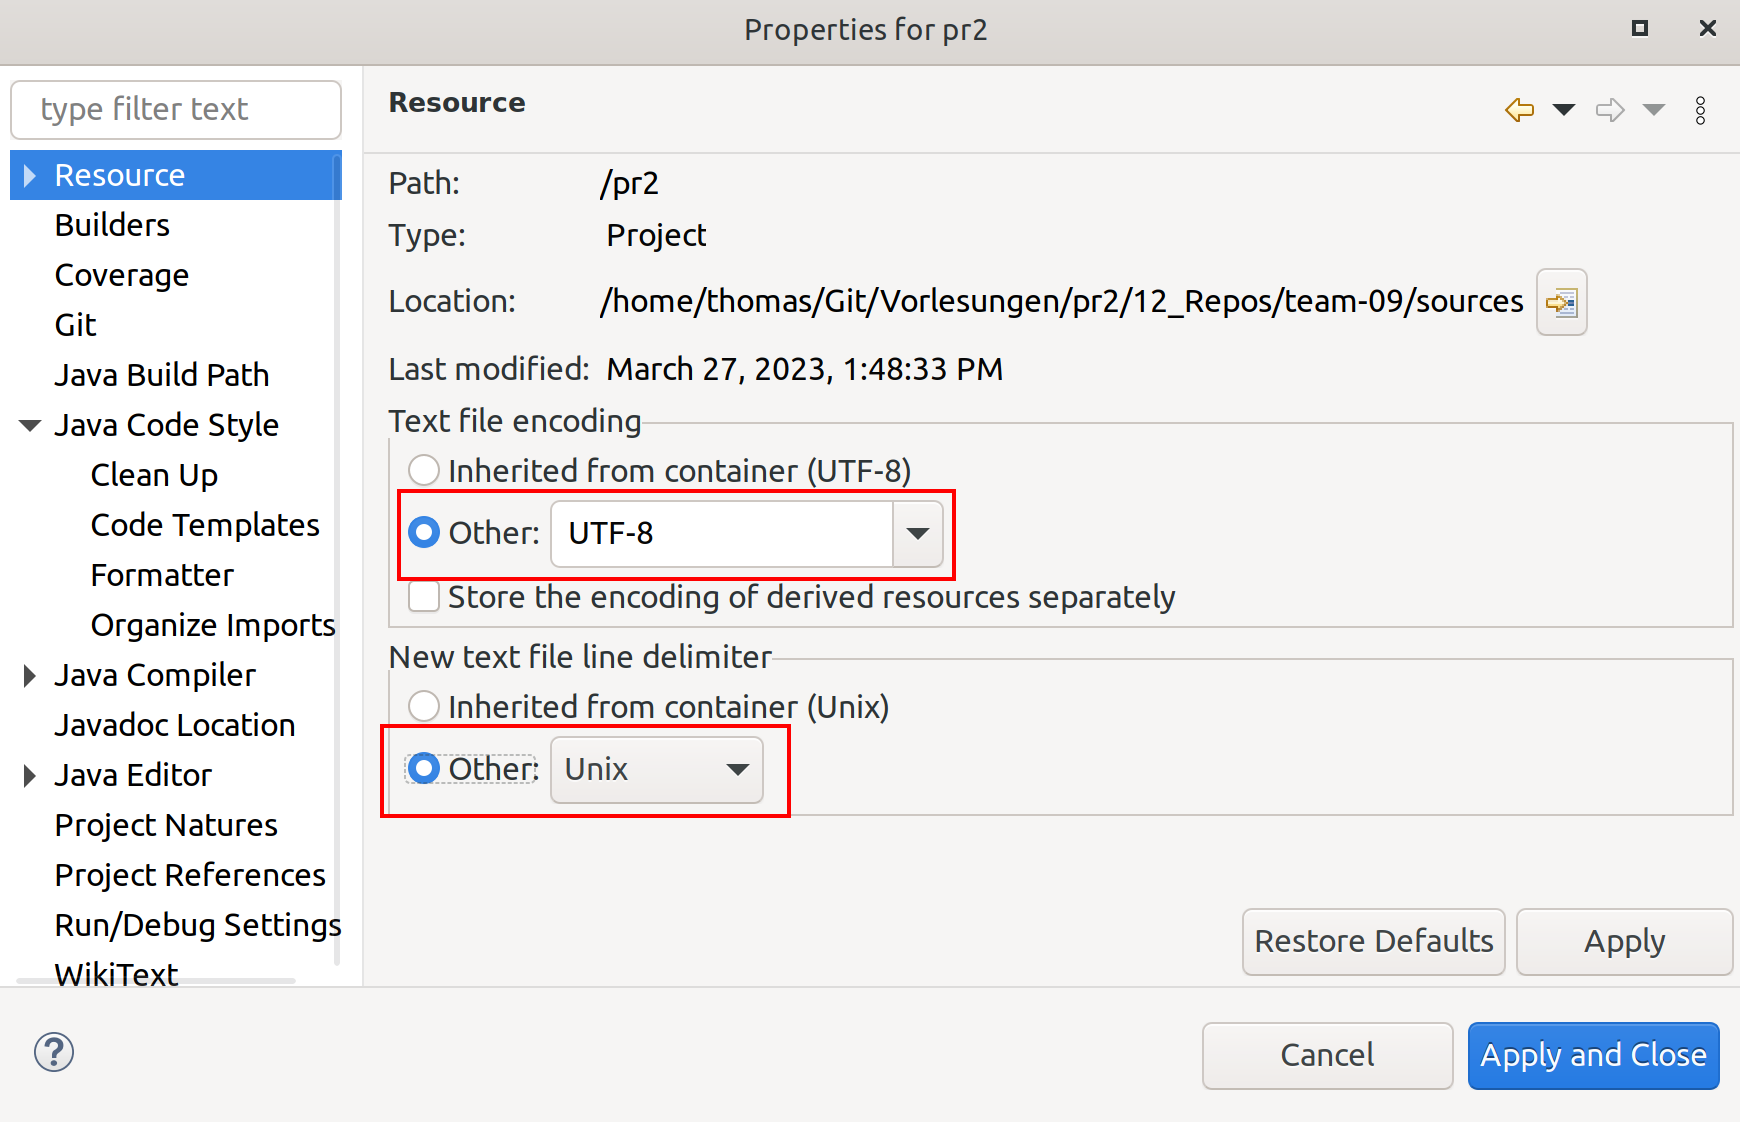 Properties for pr2
type filter text
Resource
Builders
Coverage
Git
Java Build Path
Java Code Style
Clean Up
Code Templates
Formatter
Organize Imports
Java Compiler
Javadoc Location
Java Editor
Project Natures
Project References
Run/Debug Settings
WikiText
Resource
Path: /pr2
Type: Project
Location: /home/thomas/Git/Vorlesungen/pr2/12_Repos/team-09/sources
Last modified: March 27, 2023, 1:48:33 PM
Text file encoding
Inherited from container (UTF-8)
Other: UTF-8
Store the encoding of derived resources separately
New text file line delimiter
Inherited from container (Unix)
Other: Unix
Restore Defaults Apply
? Cancel Apply and Close